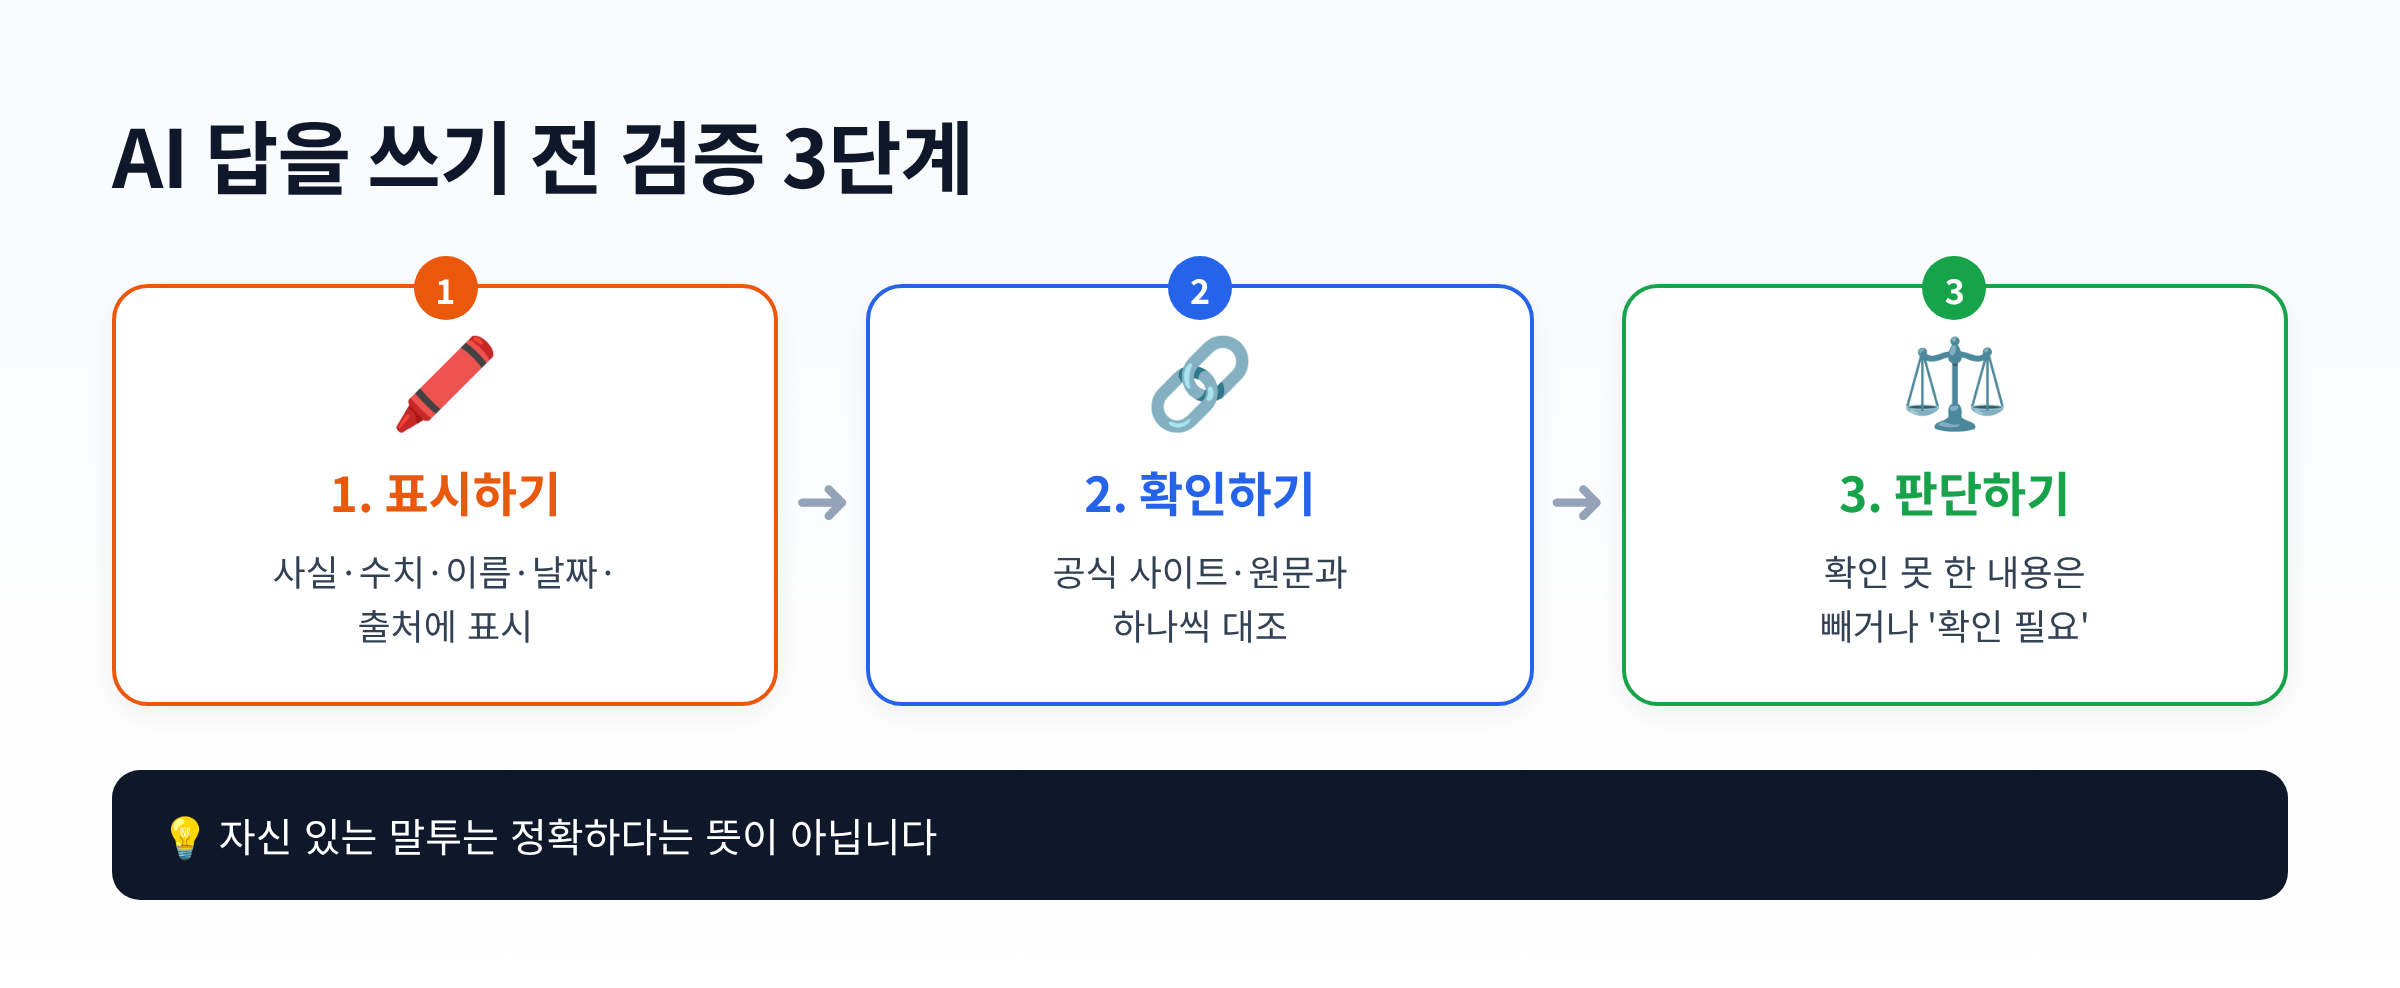 AI 답을 쓰기 전 검증 3단계
1
1. 표시하기
사실·수치·이름·날짜·
출처에 표시
2
2. 확인하기
공식 사이트·원문과
하나씩 대조
3
3. 판단하기
확인 못 한 내용은
빼거나 '확인 필요'
자신 있는 말투는 정확하다는 뜻이 아닙니다